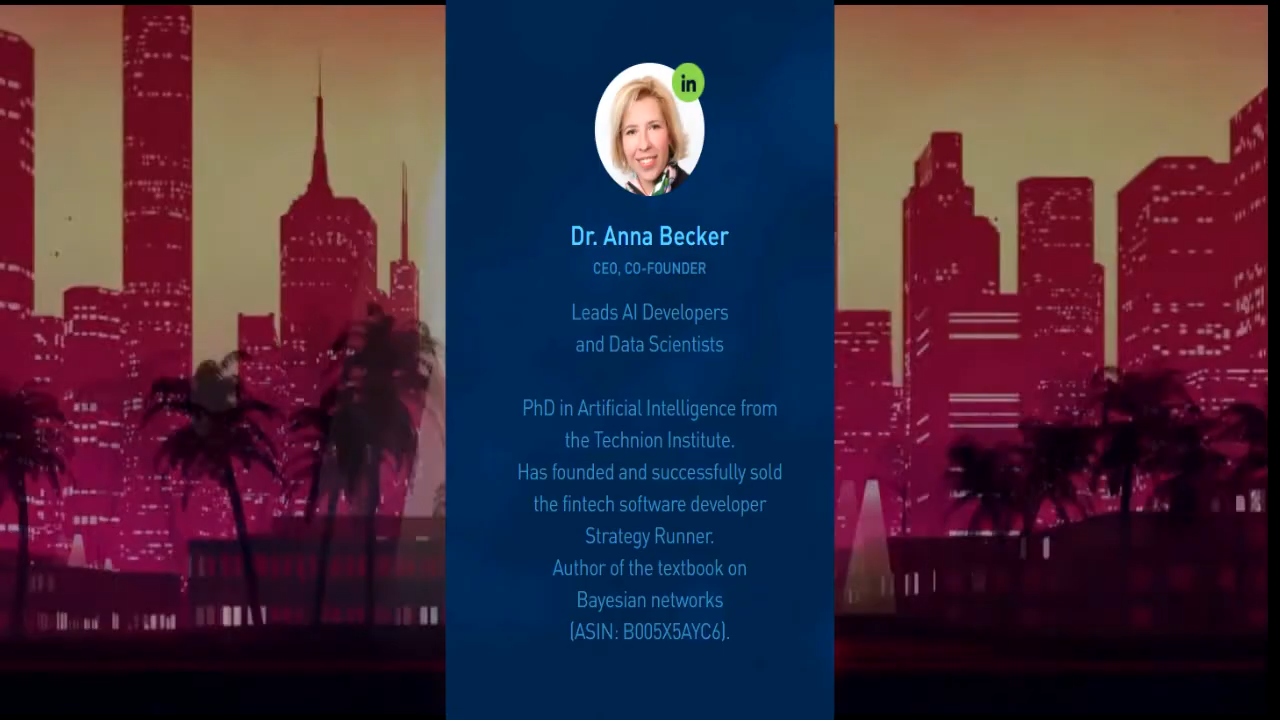 in
Dr. Anna Becker
CEO, CO-FOUNDER
Leads AI Developers
and Data Scientists
PhD in Artificial Intelligence from
the Technion Institute.
Has founded and successfully sold
the fintech software developer
Strategy Runner.
Author of the textbook on
Bayesian networks
(ASIN: B005X5AYC6).